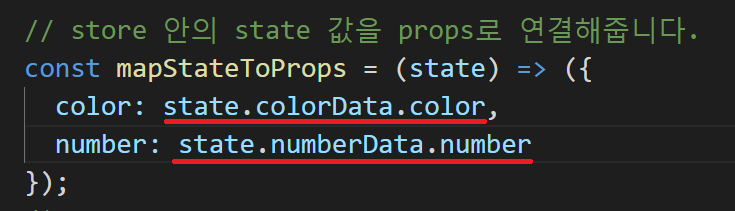 // store 안의 state 값을 props로 연결해줍니다.
const mapStateToProps = (state) => ({
  color: state.colorData.color,
  number: state.numberData.number
});